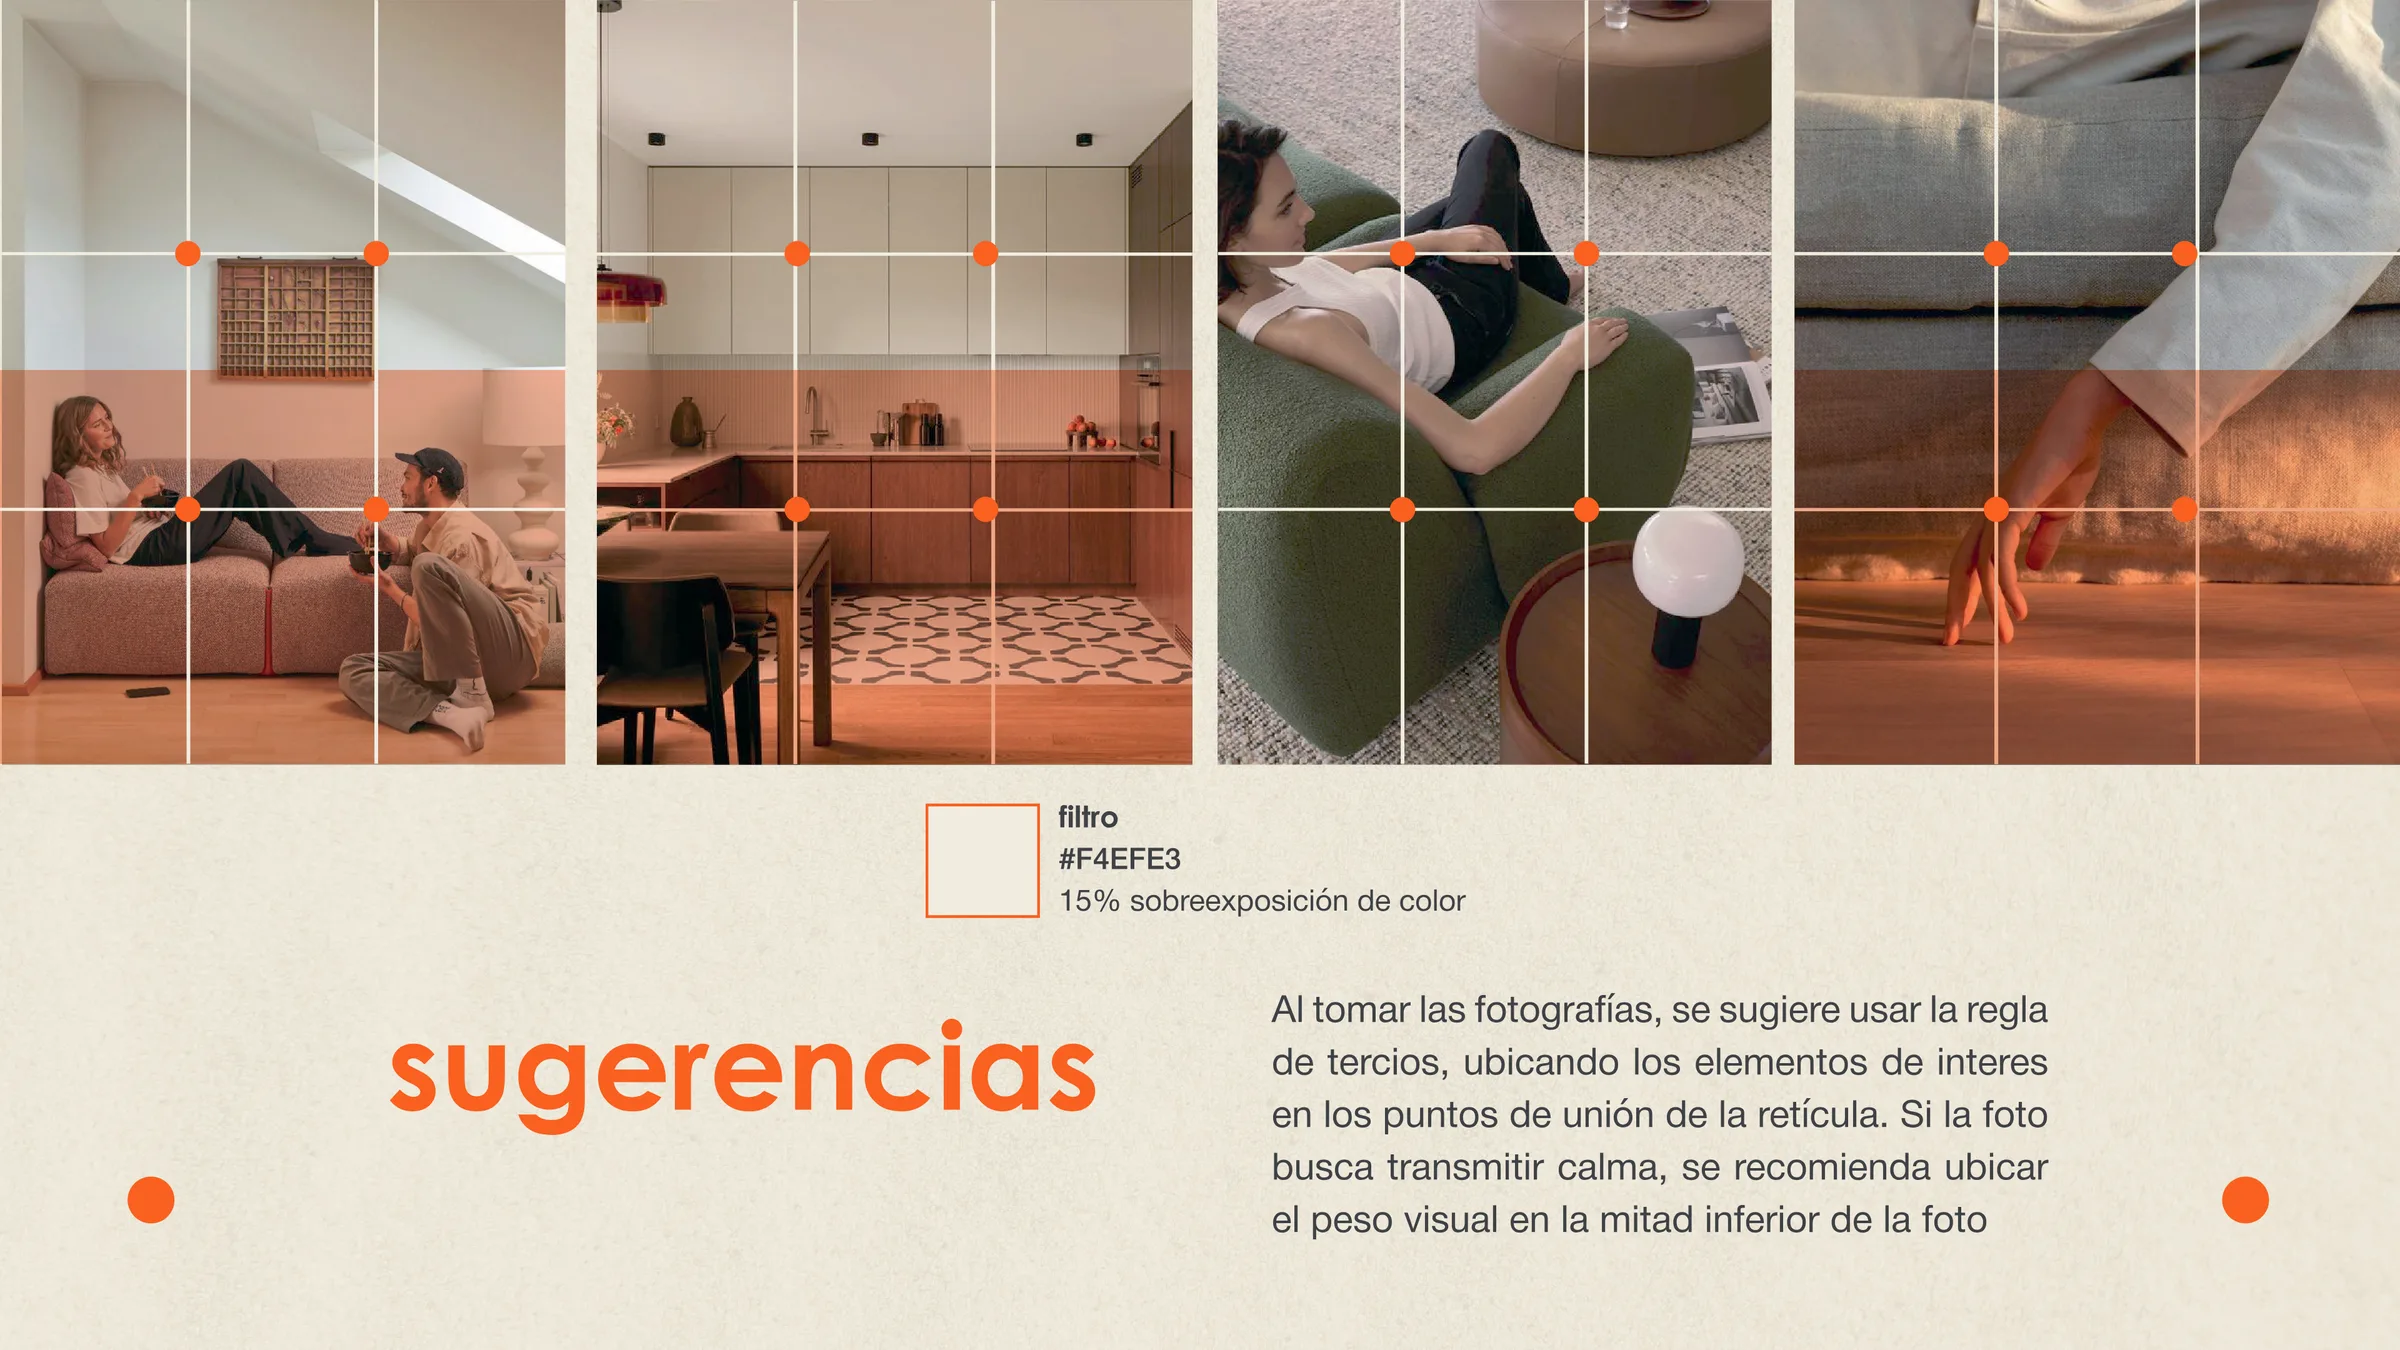 filtro
#F4EFE3
15% sobreexposición de color
sugerencias
Al tomar las fotografías, se sugiere usar la regla
de tercios, ubicando los elementos de interes
en los puntos de unión de la retícula. Si la foto
busca transmitir calma, se recomienda ubicar
el peso visual en la mitad inferior de la foto